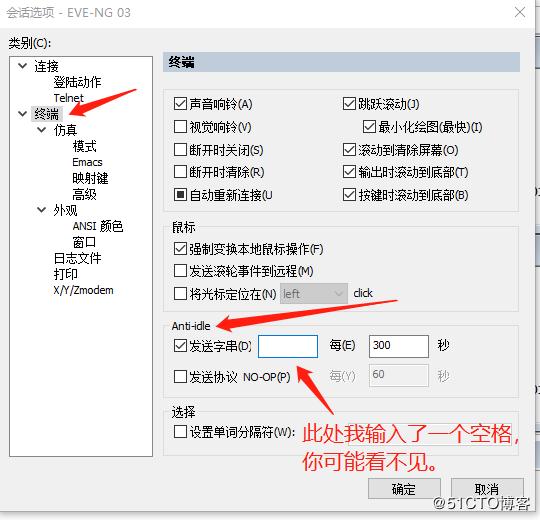 会话选项 - EVE-NG 03
类别(C):
连接
登陆动作
Telnet
终端
仿真
模式
Emacs
映射键
高级
外观
ANSI 颜色
窗口
日志文件
打印
X/Y/Zmodem
终端
声音响铃(A)
跳跃滚动(J)
视觉响铃(V)
最小化绘图(最快)(I)
断开时关闭(S)
滚动到清除屏幕(O)
断开时清除(R)
输出时滚动到底部(T)
自动重新连接(U
按键时滚动到底部(B)
鼠标
强制变换本地鼠标操作(F)
发送滚轮事件到远程(M)
将光标定位在(N) left click
Anti-idle
发送字串(D) 每(E) 300 秒
发送协议 NO-OP(P) 每(Y) 60 秒
选择
设置单词分隔符(W):
此处我输入了一个空格,
你可能看不见。
确定 取消
@51CTO博客